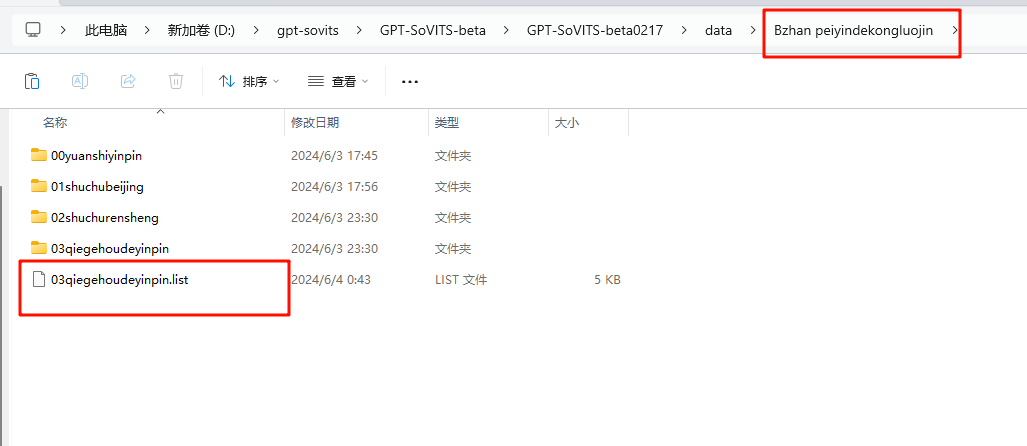 此电脑 > 新加卷 (D:) > gpt-sovits > GPT-SoVITS-beta > GPT-SoVITS-beta0217 > data > Bzhan peiyindekongluojin >
排序 查看 ...
名称 修改日期 类型 大小
00yuanshiyinpin 2024/6/3 17:45 文件夹
01shuchubeijing 2024/6/3 17:56 文件夹
02shuchurensheng 2024/6/3 23:30 文件夹
03qiegehoudeyinpin 2024/6/3 23:30 文件夹
03qiegehoudeyinpin.list 2024/6/4 0:43 LIST 文件 5 KB